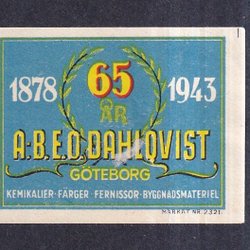 1878 65 1943
ÅR
A.B.E.O.DAHLQVIST
GÖTEBORG
KEMIKALIER-FÄRGER-FERNISSOR-BYGGNADSMATERIEL
MÄRKAT NR 2321.